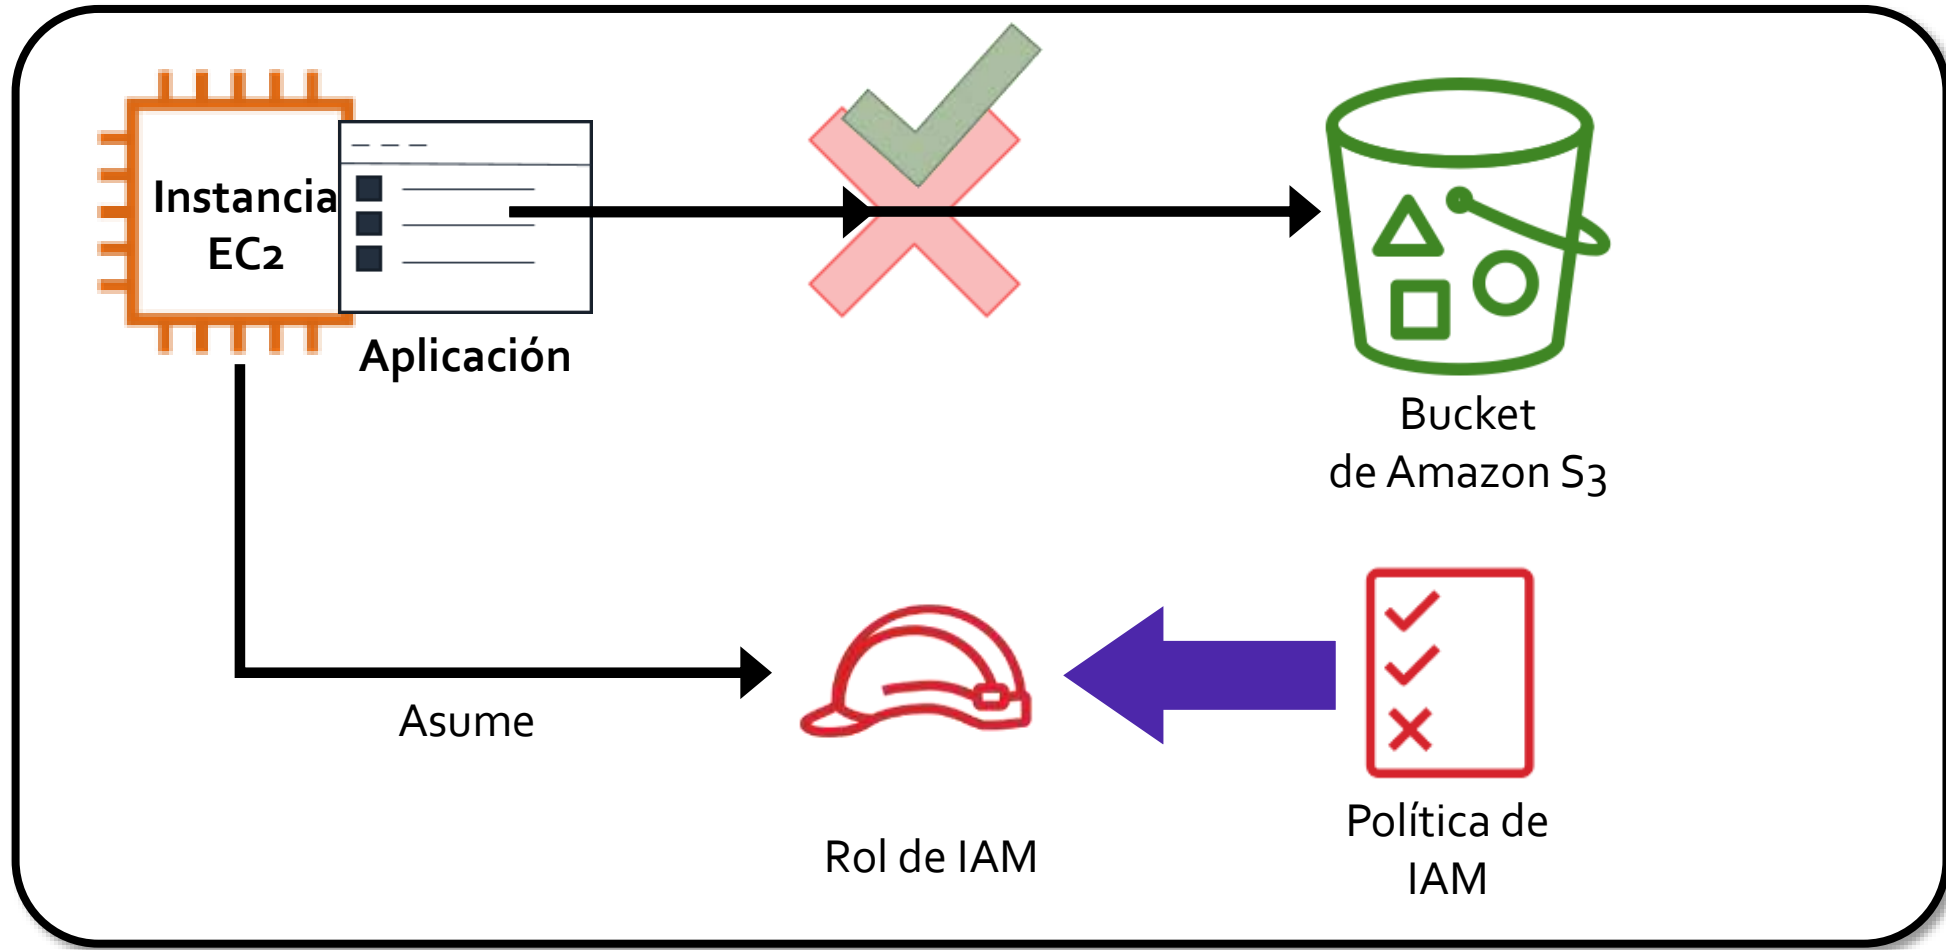 Instancia
EC2
Aplicación
Bucket
de Amazon S3
Asume
Rol de IAM
Política de
IAM